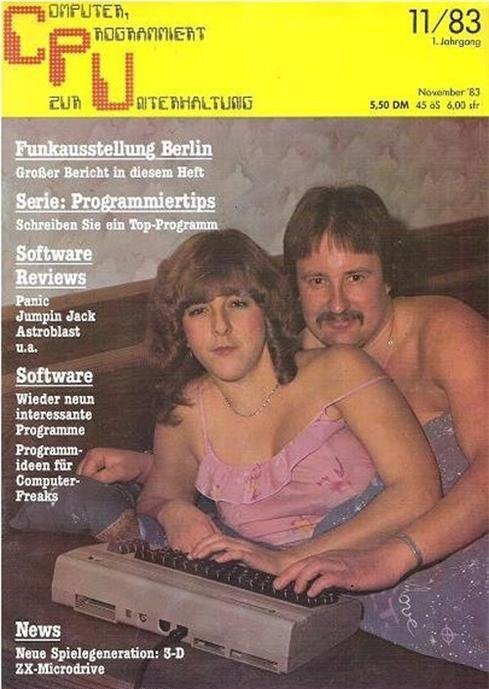 COMPUTER,
PROGRAMMIERT
ZUR UNTERHALTUNG
11/83
1. Jahrgang
November '83
5,50 DM 45 öS 6,00 sfr
Funkausstellung Berlin
Großer Bericht in diesem Heft
Serie: Programmiertips
Schreiben Sie ein Top-Programm
Software
Reviews
Panic
Jumpin Jack
Astroblast
u.a.
Software
Wieder neun
interessante
Programme
Programm-
ideen für
Computer-
Freaks
News
Neue Spielegeneration: 3-D
ZX-Microdrive
love